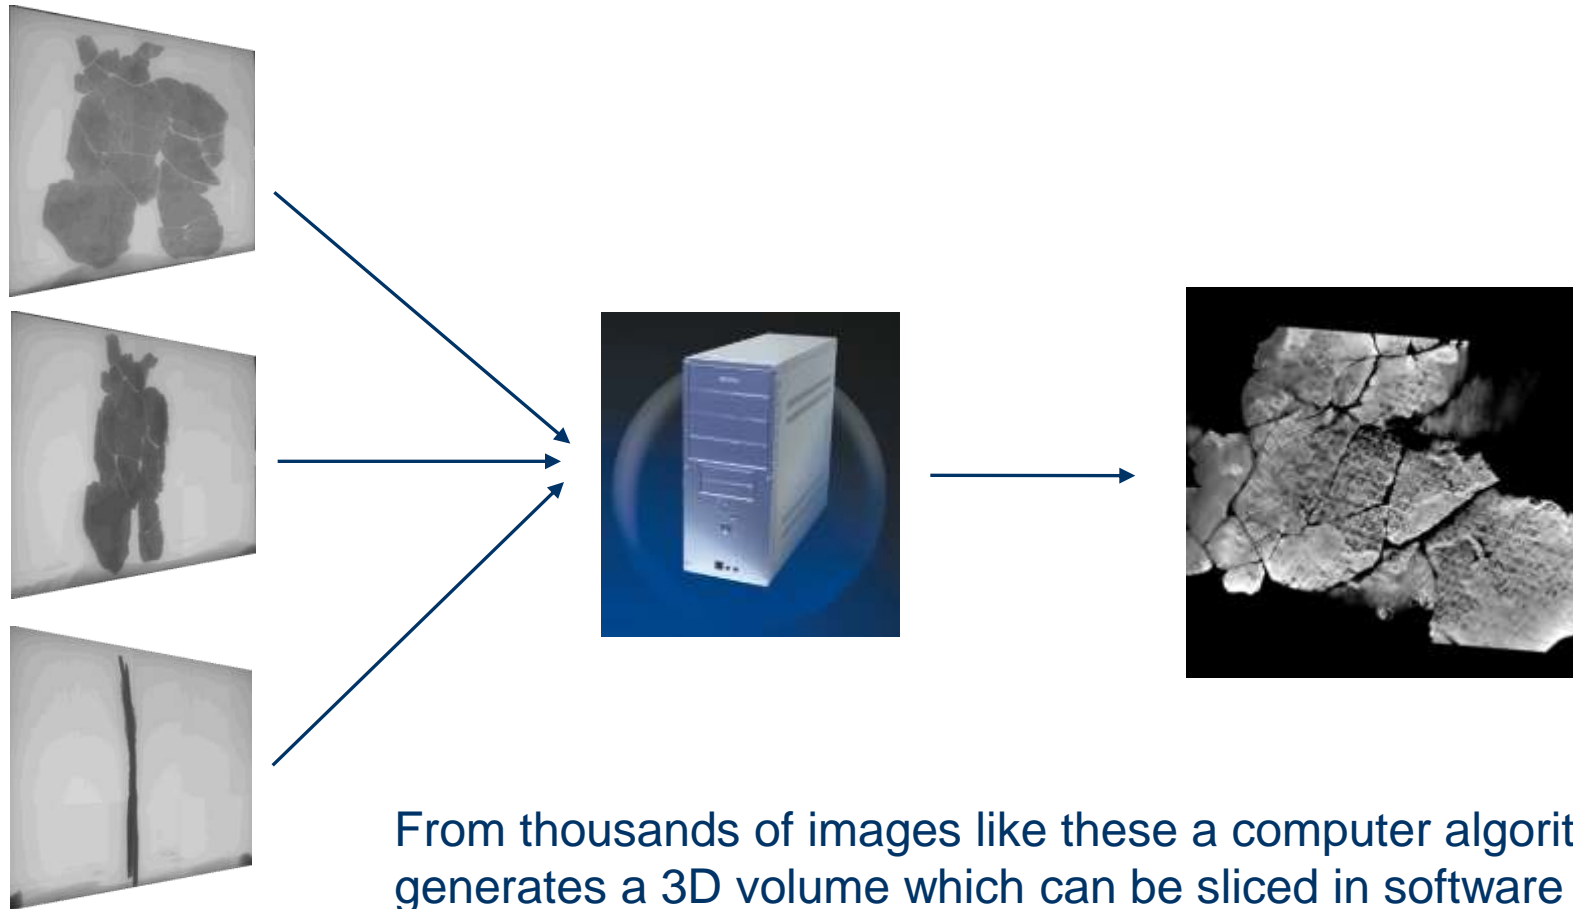 From thousands of images like these a computer algorit
generates a 3D volume which can be sliced in software